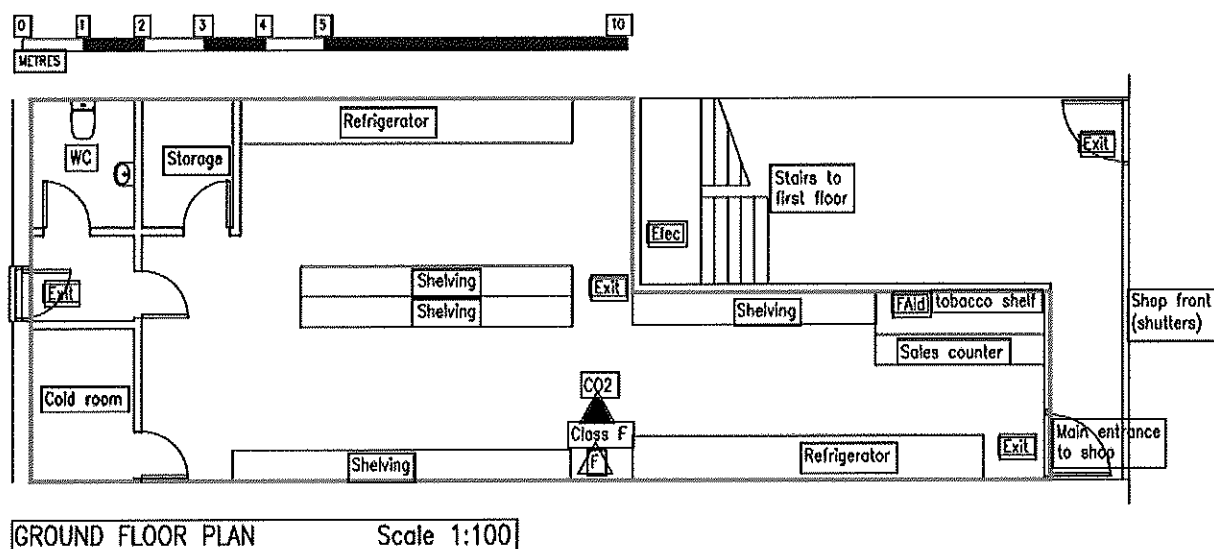 0 1 2 3 4 5 10
METRES
Refrigerator
WC
Storage
Exit
Stairs to
first floor
Elec
Exit
Shelving
Exit
Shelving
Shelving
FAid tobacco shelf
Shop front
(shutters)
Sales counter
Cold room
CO2
Class F
F
Main entrance
to shop
Exit
Shelving
Refrigerator
GROUND FLOOR PLAN Scale 1:100